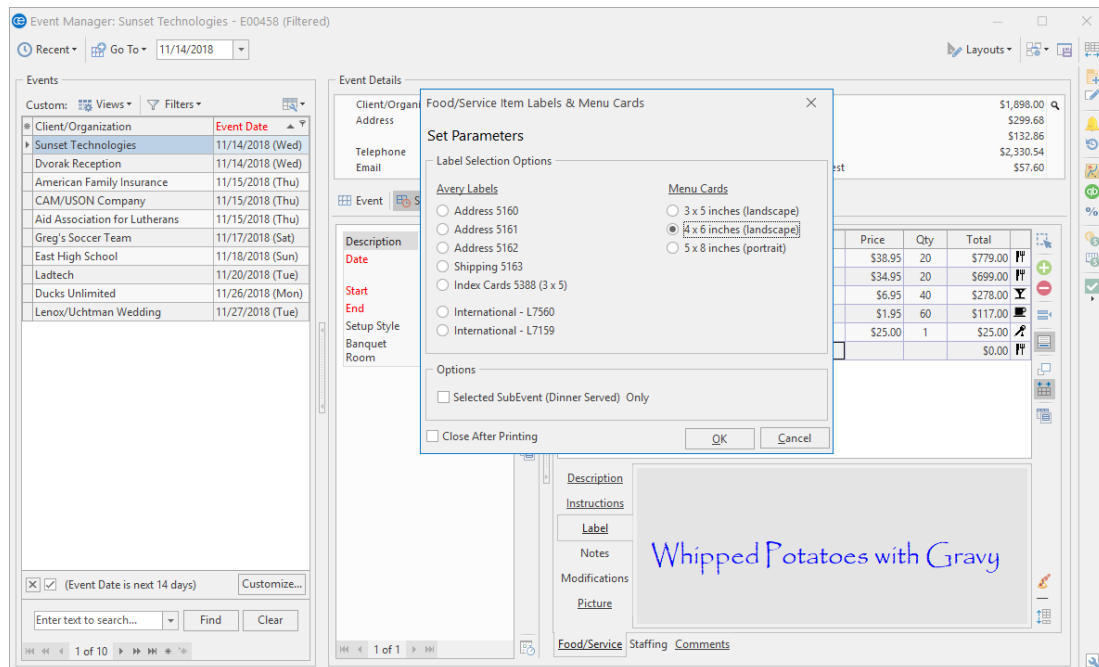 Event Manager: Sunset Technologies - E00458 (Filtered)
Recent
Go To
11/14/2018
Layouts
Events
Custom:
Views
Filters
Client/Organization Event Date
Sunset Technologies 11/14/2018 (Wed)
Dvorak Reception 11/14/2018 (Wed)
American Family Insurance 11/15/2018 (Thu)
CAM/USON Company 11/15/2018 (Thu)
Aid Association for Lutherans 11/15/2018 (Thu)
Greg's Soccer Team 11/17/2018 (Sat)
East High School 11/18/2018 (Sun)
Ladtech 11/20/2018 (Tue)
Ducks Unlimited 11/26/2018 (Mon)
Lenox/Uchtman Wedding 11/27/2018 (Tue)
(Event Date is next 14 days)
Customize...
Enter text to search...
Find
Clear
1 of 10
Event Details
Client/Organi
Address
Telephone
Email
$1,898.00
$299.68
$132.86
$2,330.54
est $57.60
Event
Description
Date
Start
End
Setup Style
Banquet
Room
1 of 1
Food/Service Item Labels & Menu Cards
Set Parameters
Label Selection Options
Avery Labels
Address 5160
Address 5161
Address 5162
Shipping 5163
Index Cards 5388 (3 x 5)
International - L7560
International - L7159
Menu Cards
3 x 5 inches (landscape)
4 x 6 inches (landscape)
5 x 8 inches (portrait)
Options
Selected SubEvent (Dinner Served) Only
Close After Printing
OK
Cancel
Price Qty Total
$38.95 20 $779.00
$34.95 20 $699.00
$6.95 40 $278.00
$1.95 60 $117.00
$25.00 1 $25.00
$0.00
Description
Instructions
Label
Notes
Modifications
Picture
Whipped Potatoes with Gravy
Food/Service
Staffing
Comments